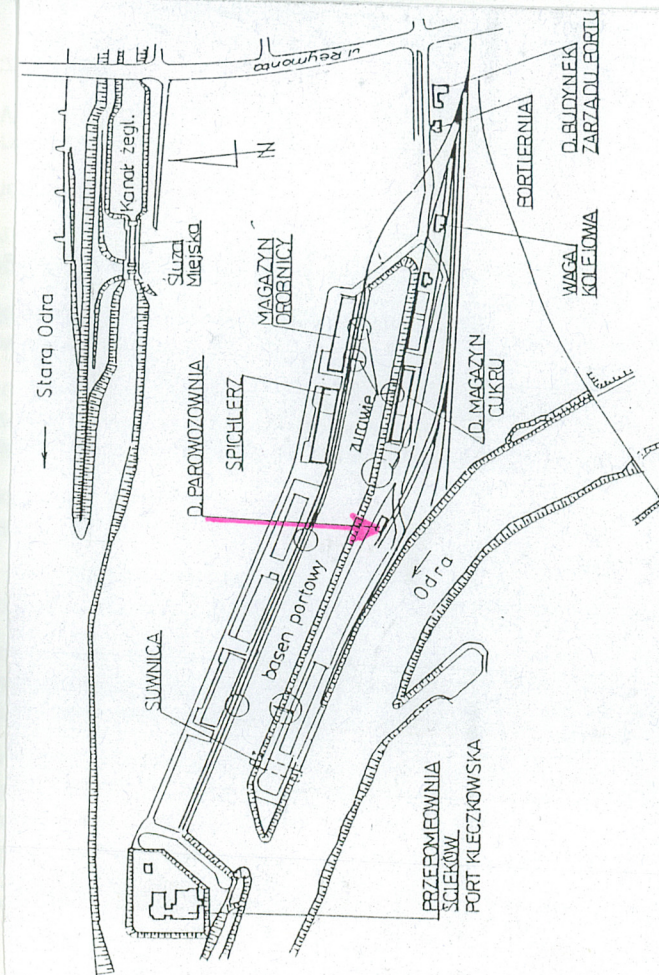 ul Reymonta
Kanał żegl.
N
Śluza
Miejska
Stara Odra
D. BUDYNEK
ZARZĄDU PORTU
PORTIERNIA
WAGA
KOLEJOWA
MAGAZYN
DROBNICY
SPICHLERZ
D. PAROWOZOWNIA
żurawie
D. MAGAZYN
CUKRU
basen portowy
Odra
SUWNICA
PRZEPOMPOWNIA
ŚCIEKÓW
PORT KLECZKOWSKA